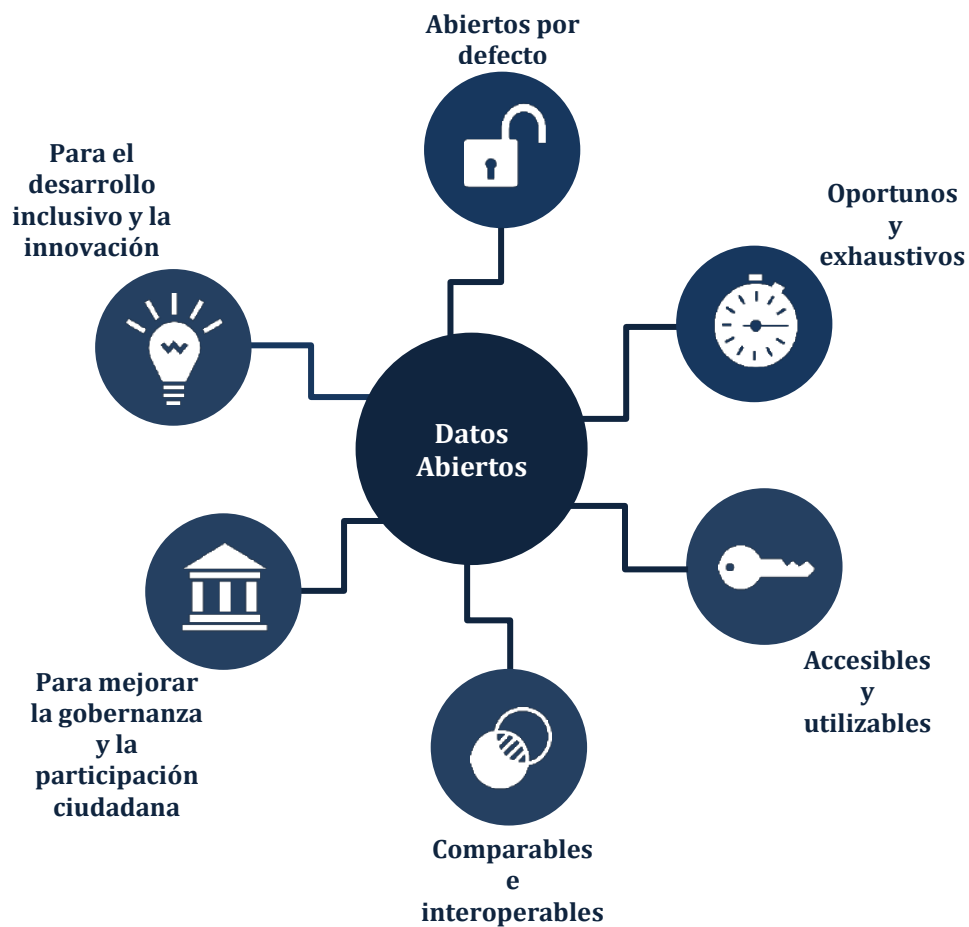 Abiertos por
defecto
Para el
desarrollo
inclusivo y la
innovación
Oportunos
y
exhaustivos
Datos
Abiertos
Accesibles
y
utilizables
Para mejorar
la gobernanza
y la
participación
ciudadana
Comparables
e
interoperables